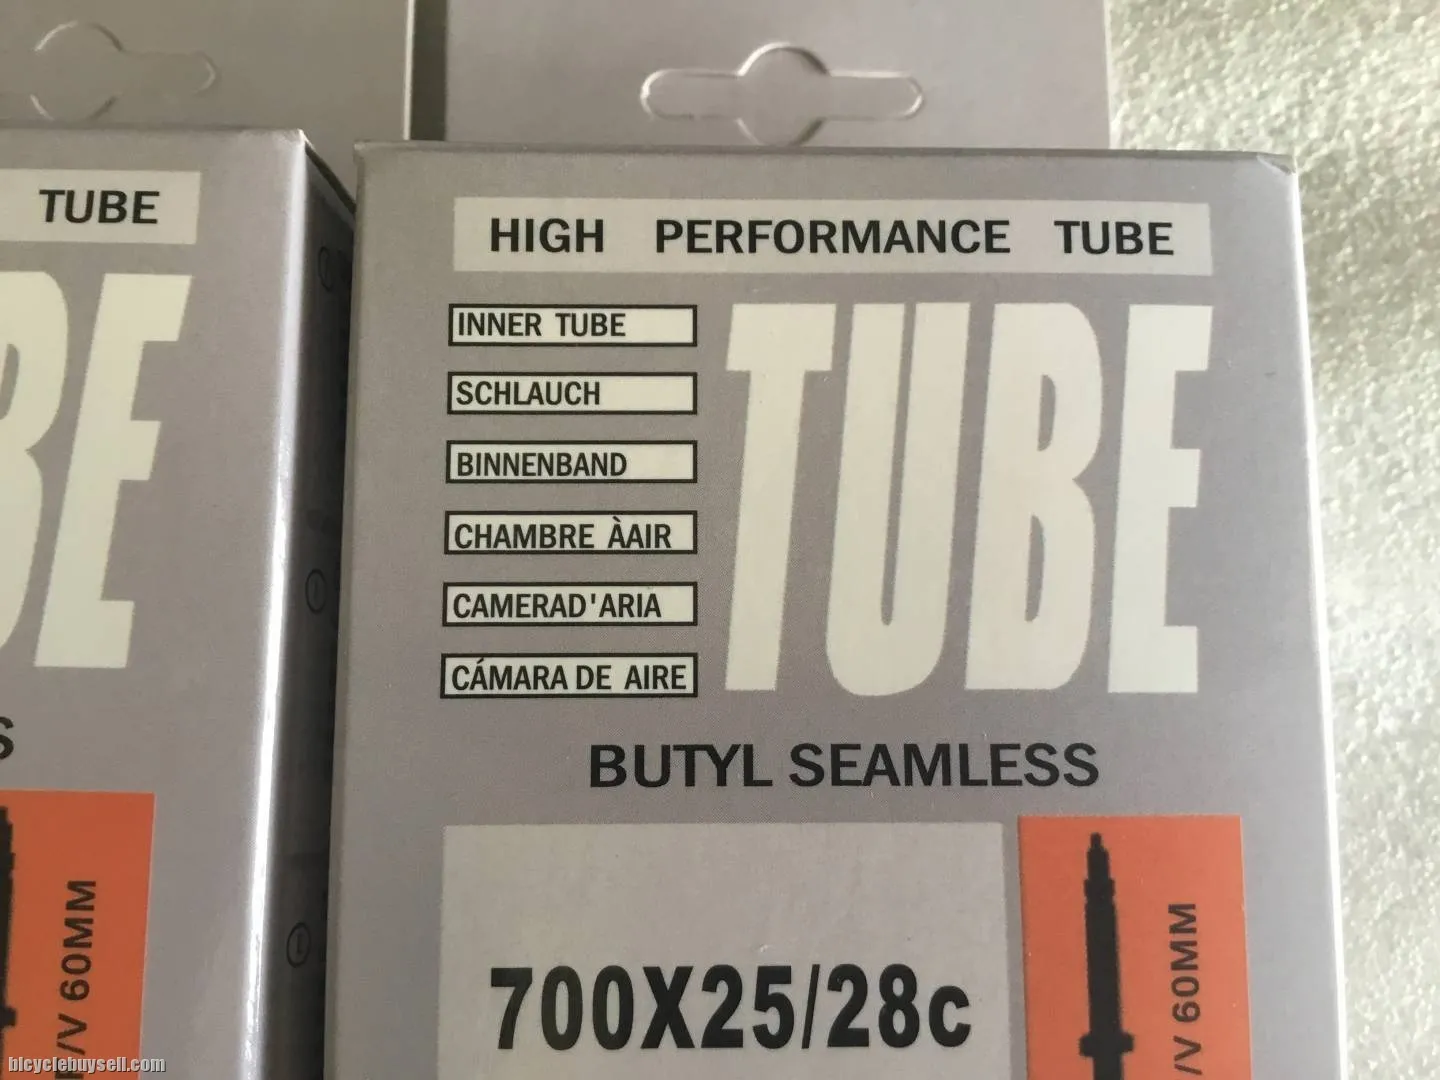 TUBE
BE
S
/V 60MM
HIGH PERFORMANCE TUBE
INNER TUBE
SCHLAUCH
BINNENBAND
CHAMBRE ÀAIR
CAMERAD'ARIA
CÁMARA DE AIRE
TUBE
BUTYL SEAMLESS
700X25/28c
/V 60MM
bicyclebuysell.com